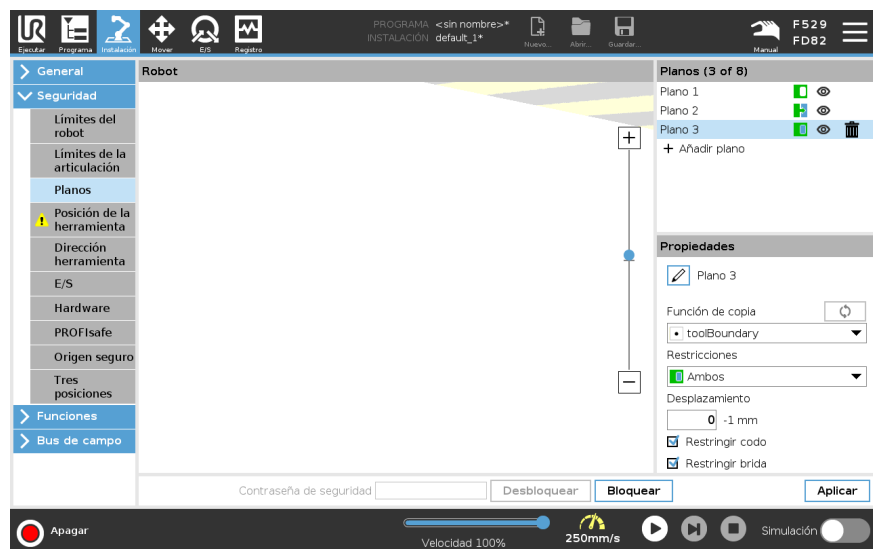 PROGRAMA <sin nombre>*
INSTALACIÓN default_1*
Ejecutar Programa Instalación Mover E/S Registro Nuevo... Abrir... Guardar... Manual
F529
FD82
General
Seguridad
Límites del
robot
Límites de la
articulación
Planos
Posición de la
herramienta
Dirección
herramienta
E/S
Hardware
PROFIsafe
Origen seguro
Tres
posiciones
Funciones
Bus de campo
Robot
Planos (3 of 8)
Plano 1
Plano 2
Plano 3
+ Añadir plano
Propiedades
Plano 3
Función de copia
toolBoundary
Restricciones
Ambos
Desplazamiento
0 -1 mm
Restringir codo
Restringir brida
Contraseña de seguridad Desbloquear Bloquear Aplicar
Apagar
Velocidad 100%
250mm/s
Simulación